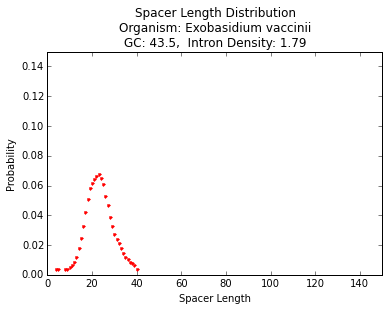 Spacer Length Distribution
Organism: Exobasidium vaccinii
GC: 43.5,  Intron Density: 1.79
0.14
0.12
0.10
0.08
0.06
0.04
0.02
0.00
Probability
0 20 40 60 80 100 120 140
Spacer Length